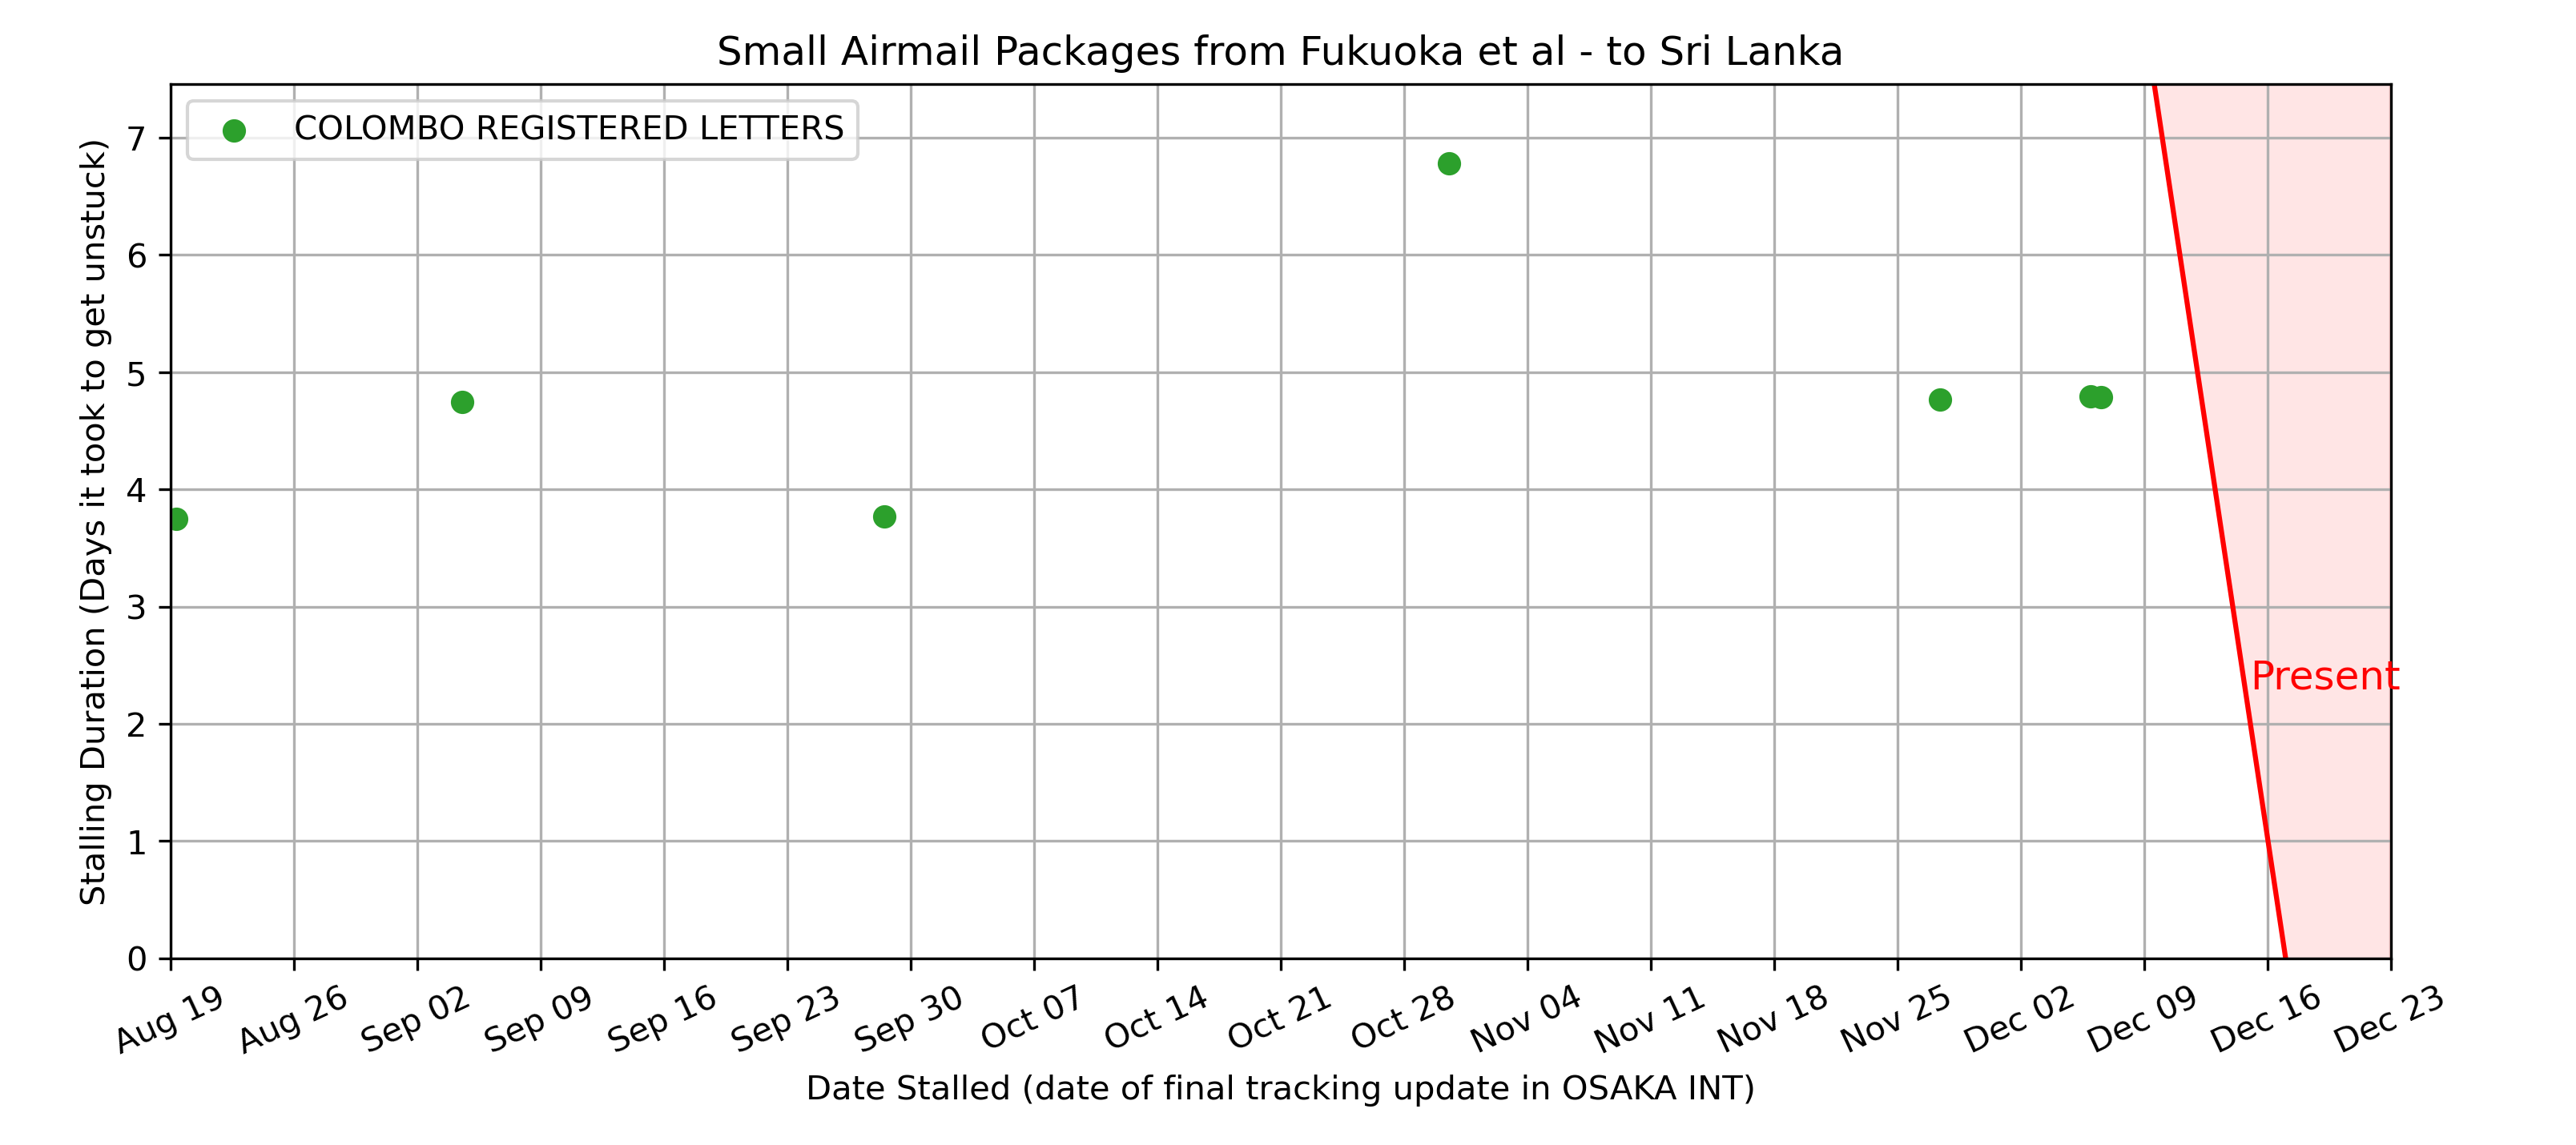 Small Airmail Packages from Fukuoka et al - to Sri Lanka
COLOMBO REGISTERED LETTERS
Stalling Duration (Days it took to get unstuck)
7
6
5
4
3
2
1
0
Present
Aug 19
Aug 26
Sep 02
Sep 09
Sep 16
Sep 23
Sep 30
Oct 07
Oct 14
Oct 21
Oct 28
Nov 04
Nov 11
Nov 18
Nov 25
Dec 02
Dec 09
Dec 16
Dec 23
Date Stalled (date of final tracking update in OSAKA INT)